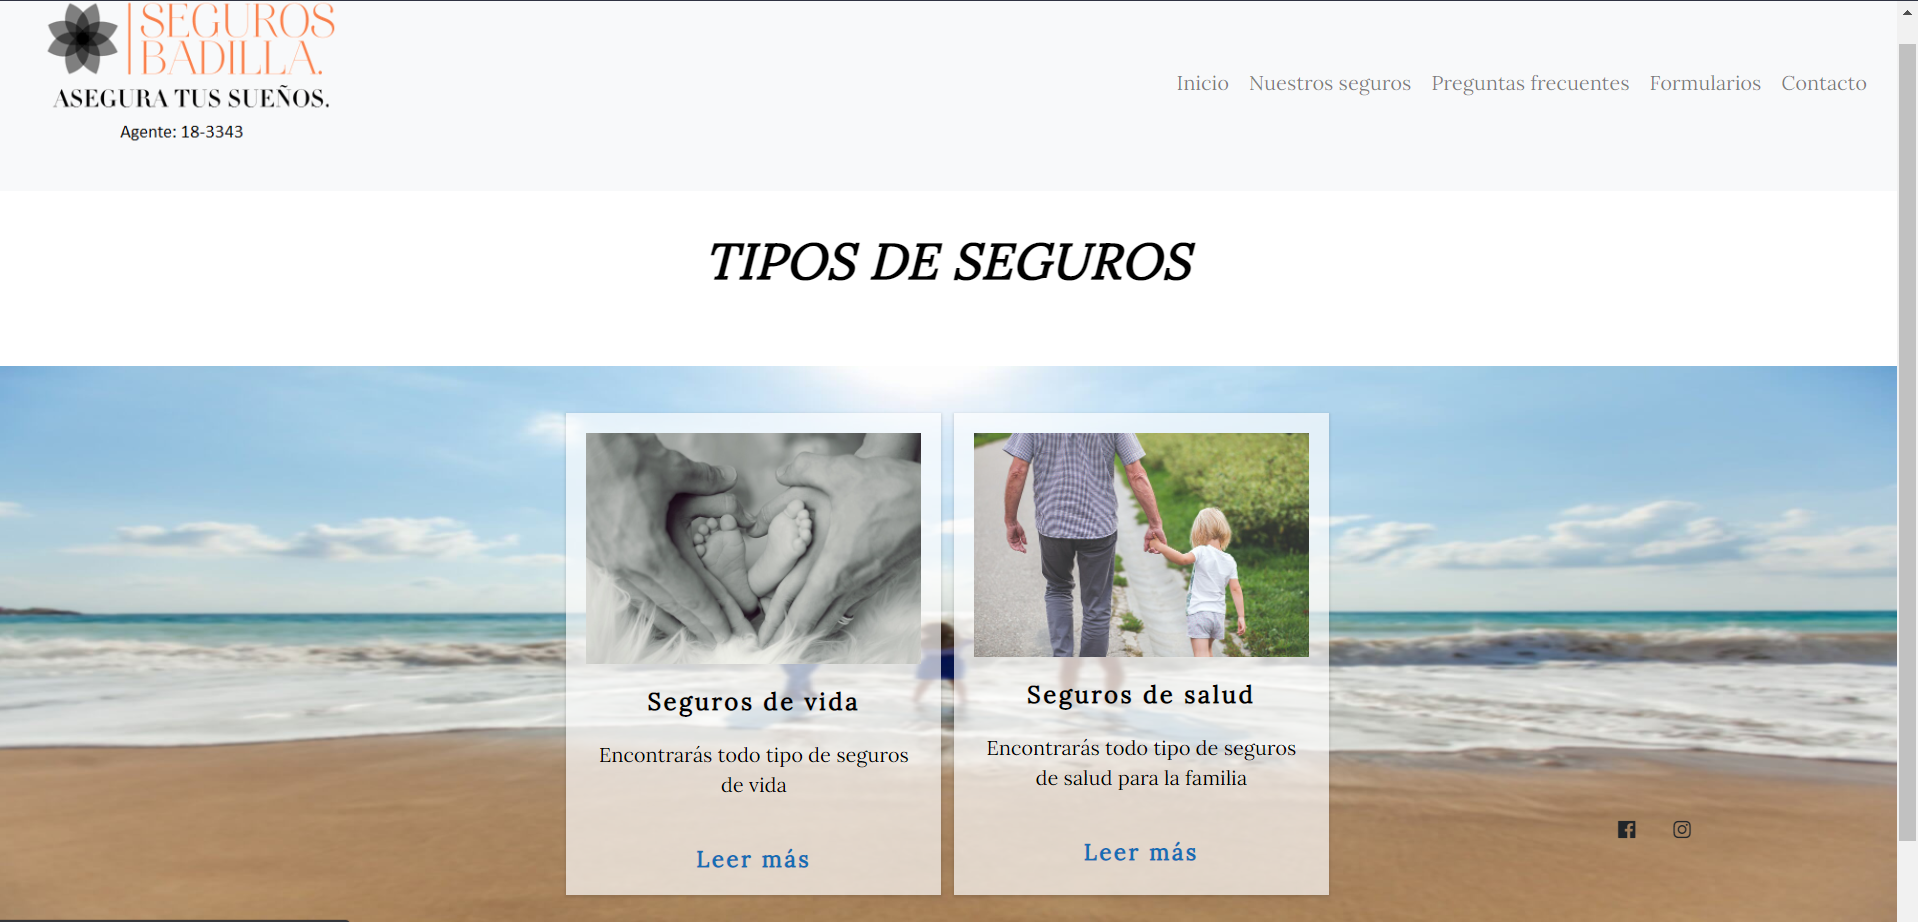 SEGUROS
BADILLA.
ASEGURA TUS SUEÑOS.
Agente: 18-3343
Inicio Nuestros seguros Preguntas frecuentes Formularios Contacto
TIPOS DE SEGUROS
Seguros de vida
Encontrarás todo tipo de seguros
de vida
Leer más
Seguros de salud
Encontrarás todo tipo de seguros
de salud para la familia
Leer más